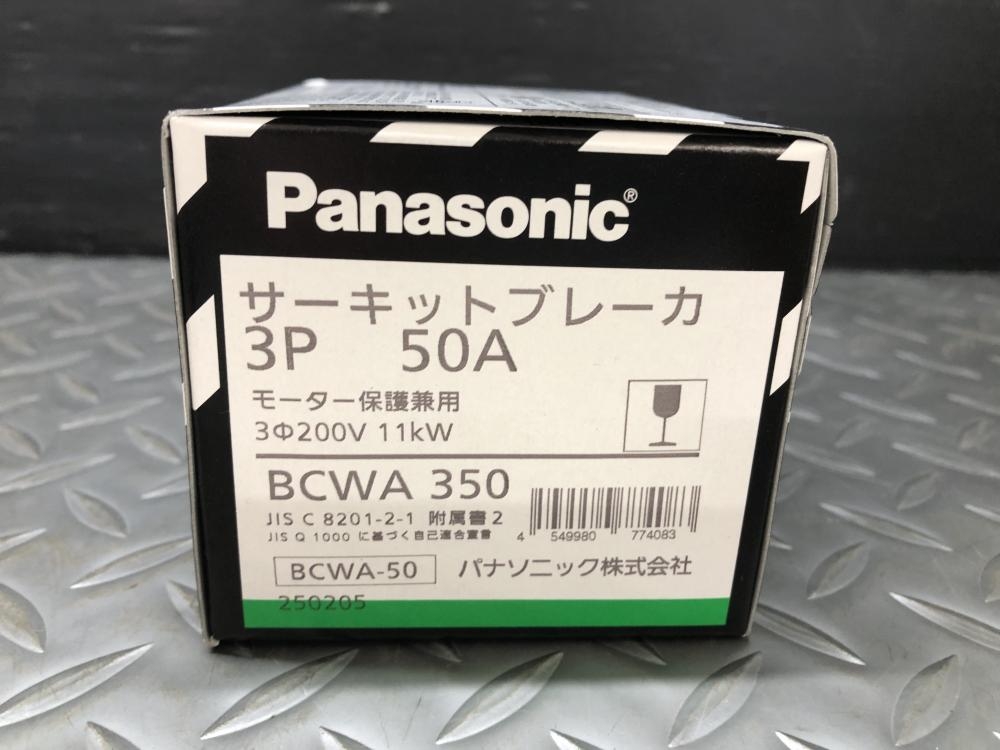 Panasonic®
サーキットブレーカ
3P 50A
モーター保護兼用
3Φ200V 11kW
BCWA 350
JIS C 8201-2-1 附属書2
JIS Q 1000 に基づく自己適合宣言
4 549980 774083
BCWA-50 パナソニック株式会社
250205